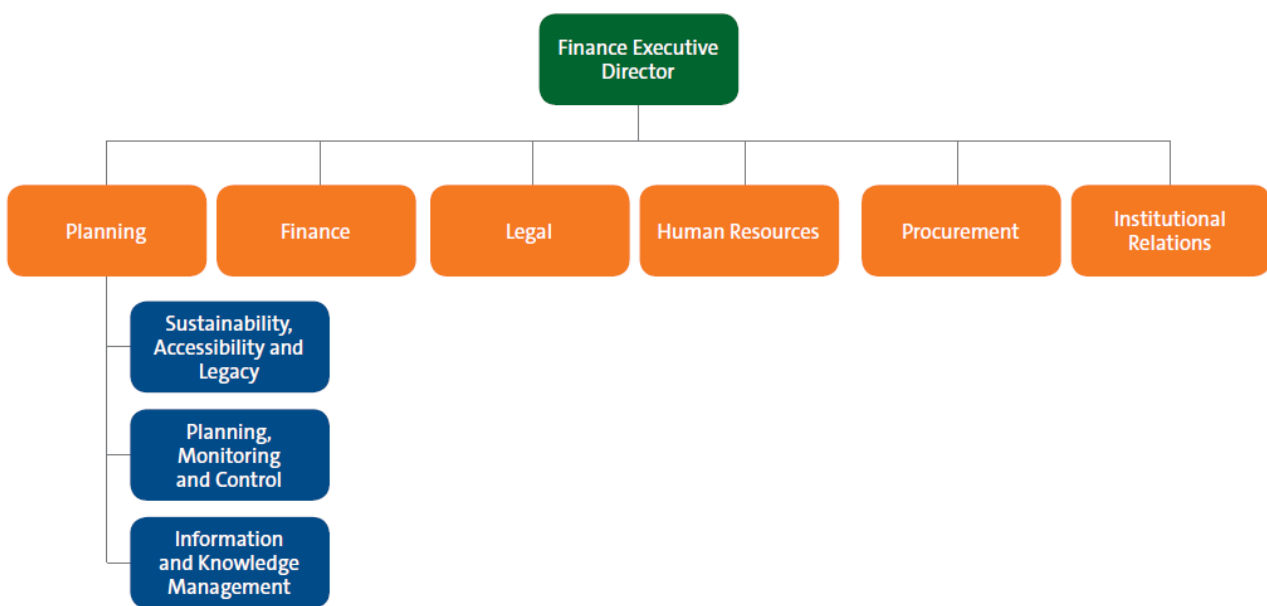 Finance Executive
Director
Planning
Finance
Legal
Human Resources
Procurement
Institutional
Relations
Sustainability,
Accessibility and
Legacy
Planning,
Monitoring
and Control
Information
and Knowledge
Management